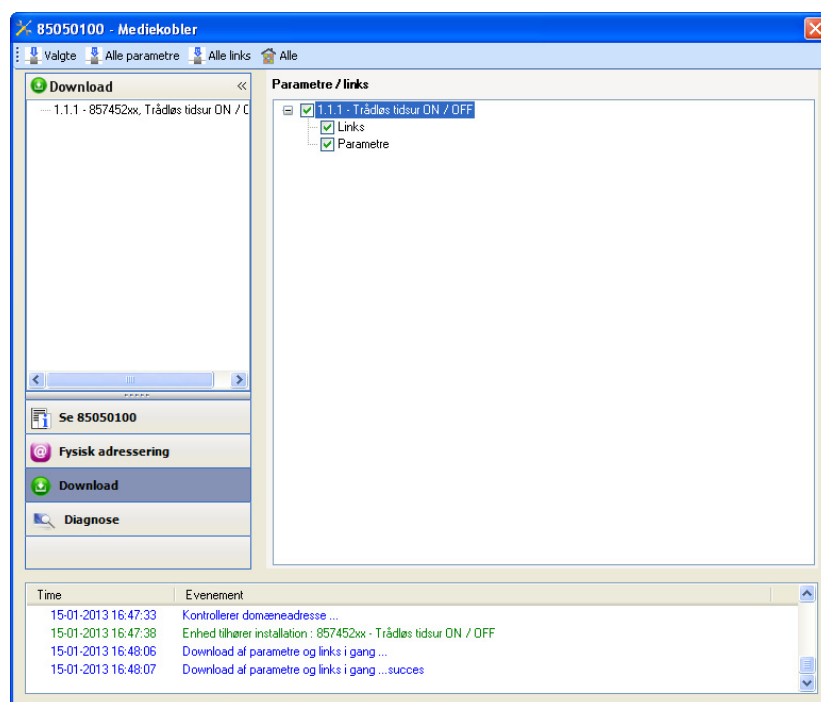 85050100 - Mediekobler
Valgte Alle parametre Alle links Alle
Download «
1.1.1 - 857452xx, Trådløs tidsur ON /
Parametre / links
1.1.1 - Trådløs tidsur ON / OFF
Links
Parametre
Se 85050100
Fysisk adressering
Download
Diagnose
Time Evenement
15-01-2013 16:47:33 Kontrollerer domæneadresse ...
15-01-2013 16:47:38 Enhed tilhører installation : 857452xx - Trådløs tidsur ON / OFF
15-01-2013 16:48:06 Download af parametre og links i gang ...
15-01-2013 16:48:07 Download af parametre og links i gang ...succes